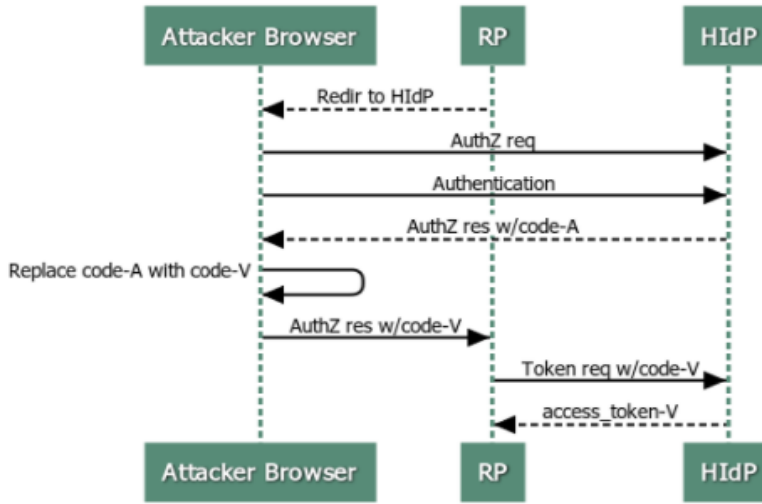 Attacker Browser RP HIdP
Redir to HIdP
AuthZ req
Authentication
AuthZ res w/code-A
Replace code-A with code-V
AuthZ res w/code-V
Token req w/code-V
access_token-V
Attacker Browser RP HIdP